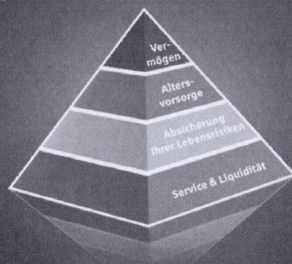 Ver-
mögen
Alters-
vorsorge
Absicherung
Ihrer Lebensrisiken
Service & Liquidität